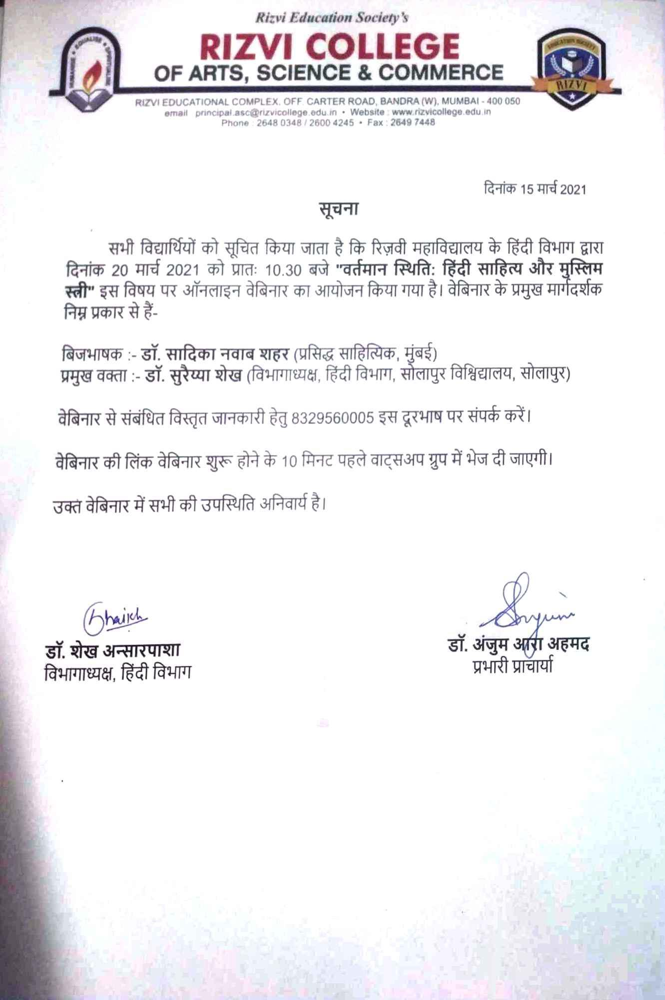 Rizvi Education Society's
RIZVI COLLEGE
OF ARTS, SCIENCE & COMMERCE
EQUALISE
EDUCATION SOCIETY
RIZVI
RIZVI EDUCATIONAL COMPLEX. OFF. CARTER ROAD, BANDRA (W), MUMBAI - 400 050
email principal.asc@rizvicollege.edu.in • Website : www.rizvicollege.edu.in
Phone : 2648 0348 / 2600 4245 • Fax : 2649 7448
दिनांक 15 मार्च 2021
सूचना
सभी विद्यार्थियों को सूचित किया जाता है कि रिज़वी महाविद्यालय के हिंदी विभाग द्वारा
दिनांक 20 मार्च 2021 को प्रातः 10.30 बजे "वर्तमान स्थिति: हिंदी साहित्य और मुस्लिम
स्त्री" इस विषय पर ऑनलाइन वेबिनार का आयोजन किया गया है। वेबिनार के प्रमुख मार्गदर्शक
निम्न प्रकार से हैं-
बिजभाषक :- डॉ. सादिका नवाब शहर (प्रसिद्ध साहित्यिक, मुंबई)
प्रमुख वक्ता :- डॉ. सुरैय्या शेख (विभागाध्यक्ष, हिंदी विभाग, सोलापुर विश्विद्यालय, सोलापुर)
वेबिनार से संबंधित विस्तृत जानकारी हेतु 8329560005 इस दूरभाष पर संपर्क करें।
वेबिनार की लिंक वेबिनार शुरू होने के 10 मिनट पहले वाट्सअप ग्रुप में भेज दी जाएगी।
उक्त वेबिनार में सभी की उपस्थिति अनिवार्य है।
डॉ. शेख अन्सारपाशा
विभागाध्यक्ष, हिंदी विभाग
डॉ. अंजुम आरा अहमद
प्रभारी प्राचार्या